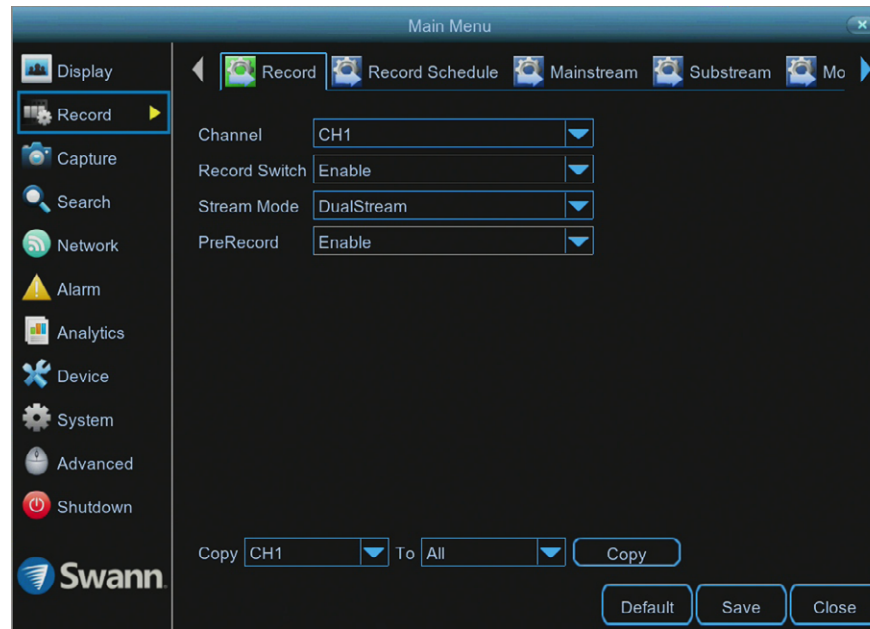 Main Menu
Display
Record
Capture
Search
Network
Alarm
Analytics
Device
System
Advanced
Shutdown
Swann
Record
Record Schedule
Mainstream
Substream
Mo
Channel CH1
Record Switch Enable
Stream Mode DualStream
PreRecord Enable
Copy CH1 To All Copy
Default Save Close